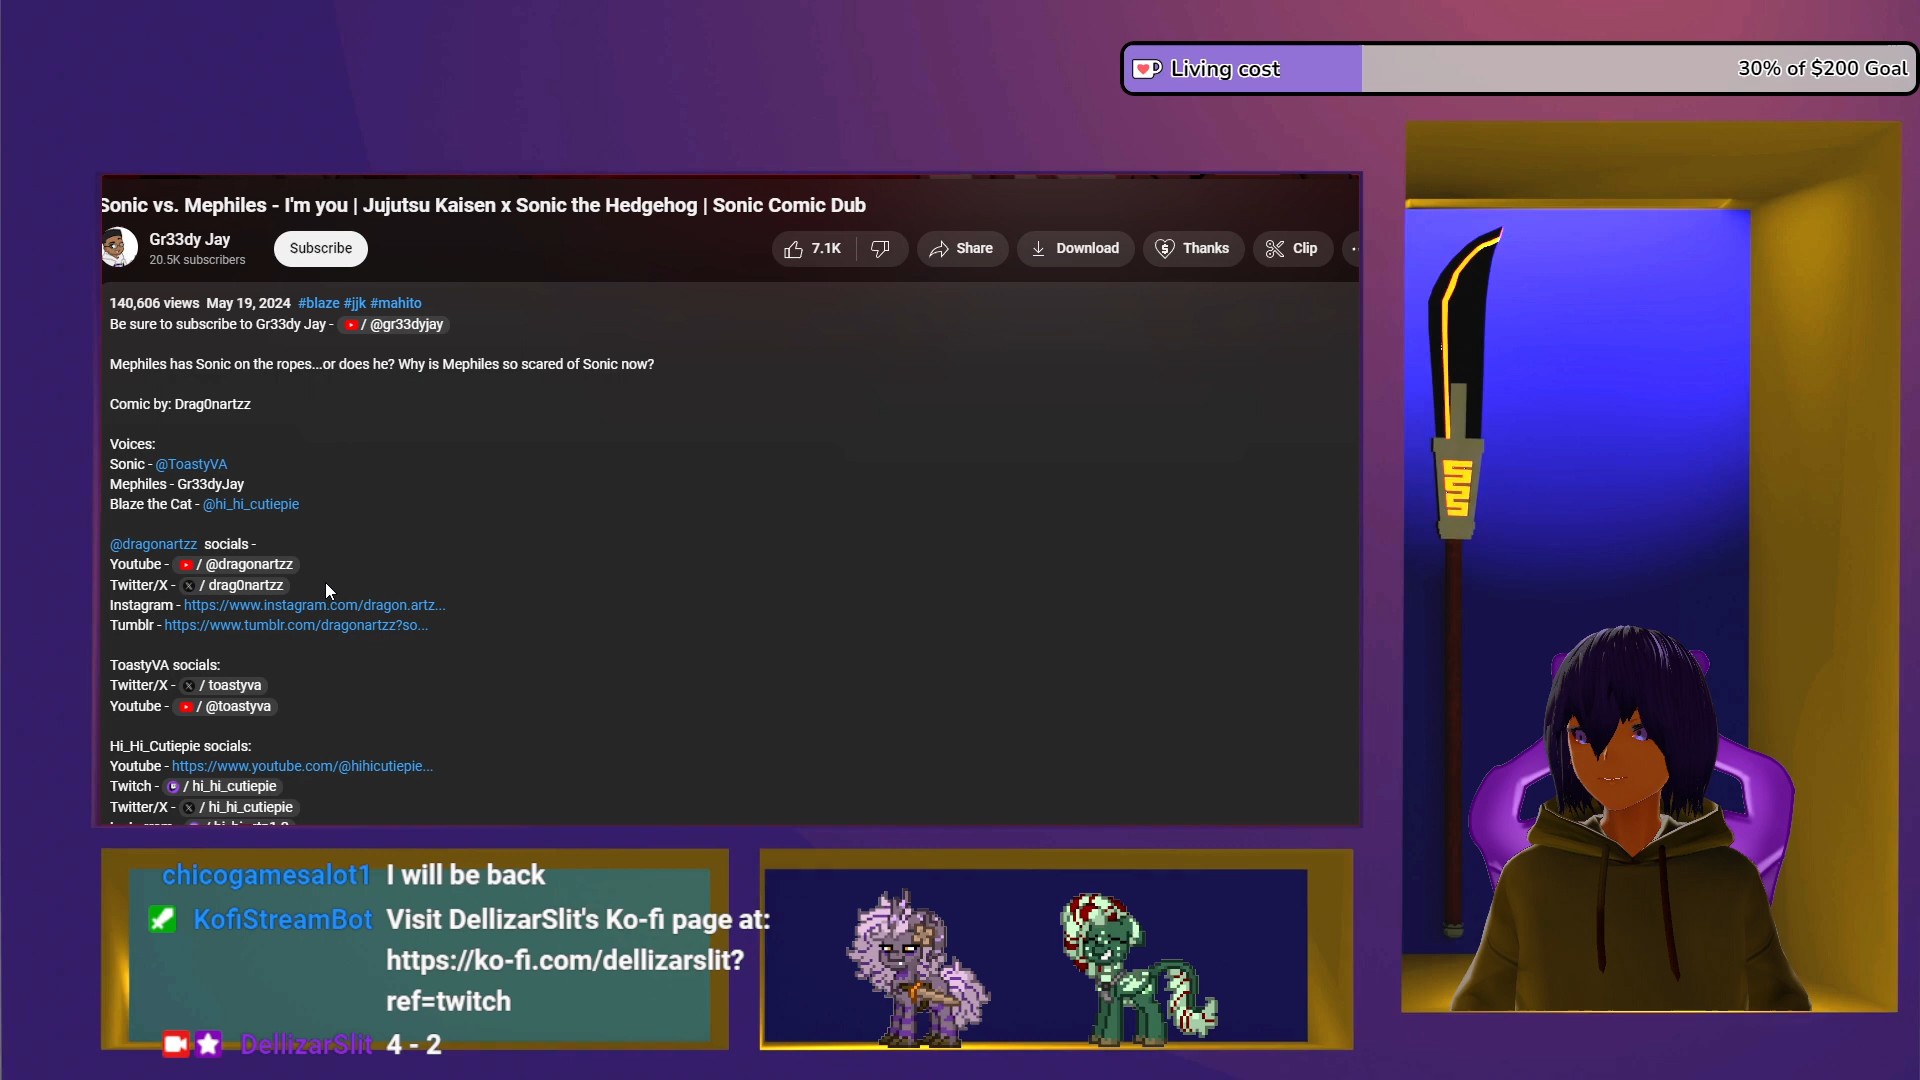 Living cost
30% of $200 Goal
Sonic vs. Mephiles - I'm you | Jujutsu Kaisen x Sonic the Hedgehog | Sonic Comic Dub
Gr33dy Jay
20.5K subscribers
Subscribe
7.1K
Share
Download
Thanks
Clip
140,606 views May 19, 2024 #blaze #jjk #mahito
Be sure to subscribe to Gr33dy Jay - / @gr33dyjay
Mephiles has Sonic on the ropes...or does he? Why is Mephiles so scared of Sonic now?
Comic by: Drag0nartzz
Voices:
Sonic - @ToastyVA
Mephiles - Gr33dyJay
Blaze the Cat - @hi_hi_cutiepie
@dragonartzz socials -
Youtube - / @dragonartzz
Twitter/X - / drag0nartzz
Instagram - https://www.instagram.com/dragon.artz...
Tumblr - https://www.tumblr.com/dragonartzz?so...
ToastyVA socials:
Twitter/X - / toastyva
Youtube - / @toastyva
Hi_Hi_Cutiepie socials:
Youtube - https://www.youtube.com/@hihicutiepie...
Twitch - / hi_hi_cutiepie
Twitter/X - / hi_hi_cutiepie
chicogamesalot1 I will be back
KofiStreamBot Visit DellizarSlit's Ko-fi page at:
https://ko-fi.com/dellizarslit?
ref=twitch
DellizarSlit 4 - 2